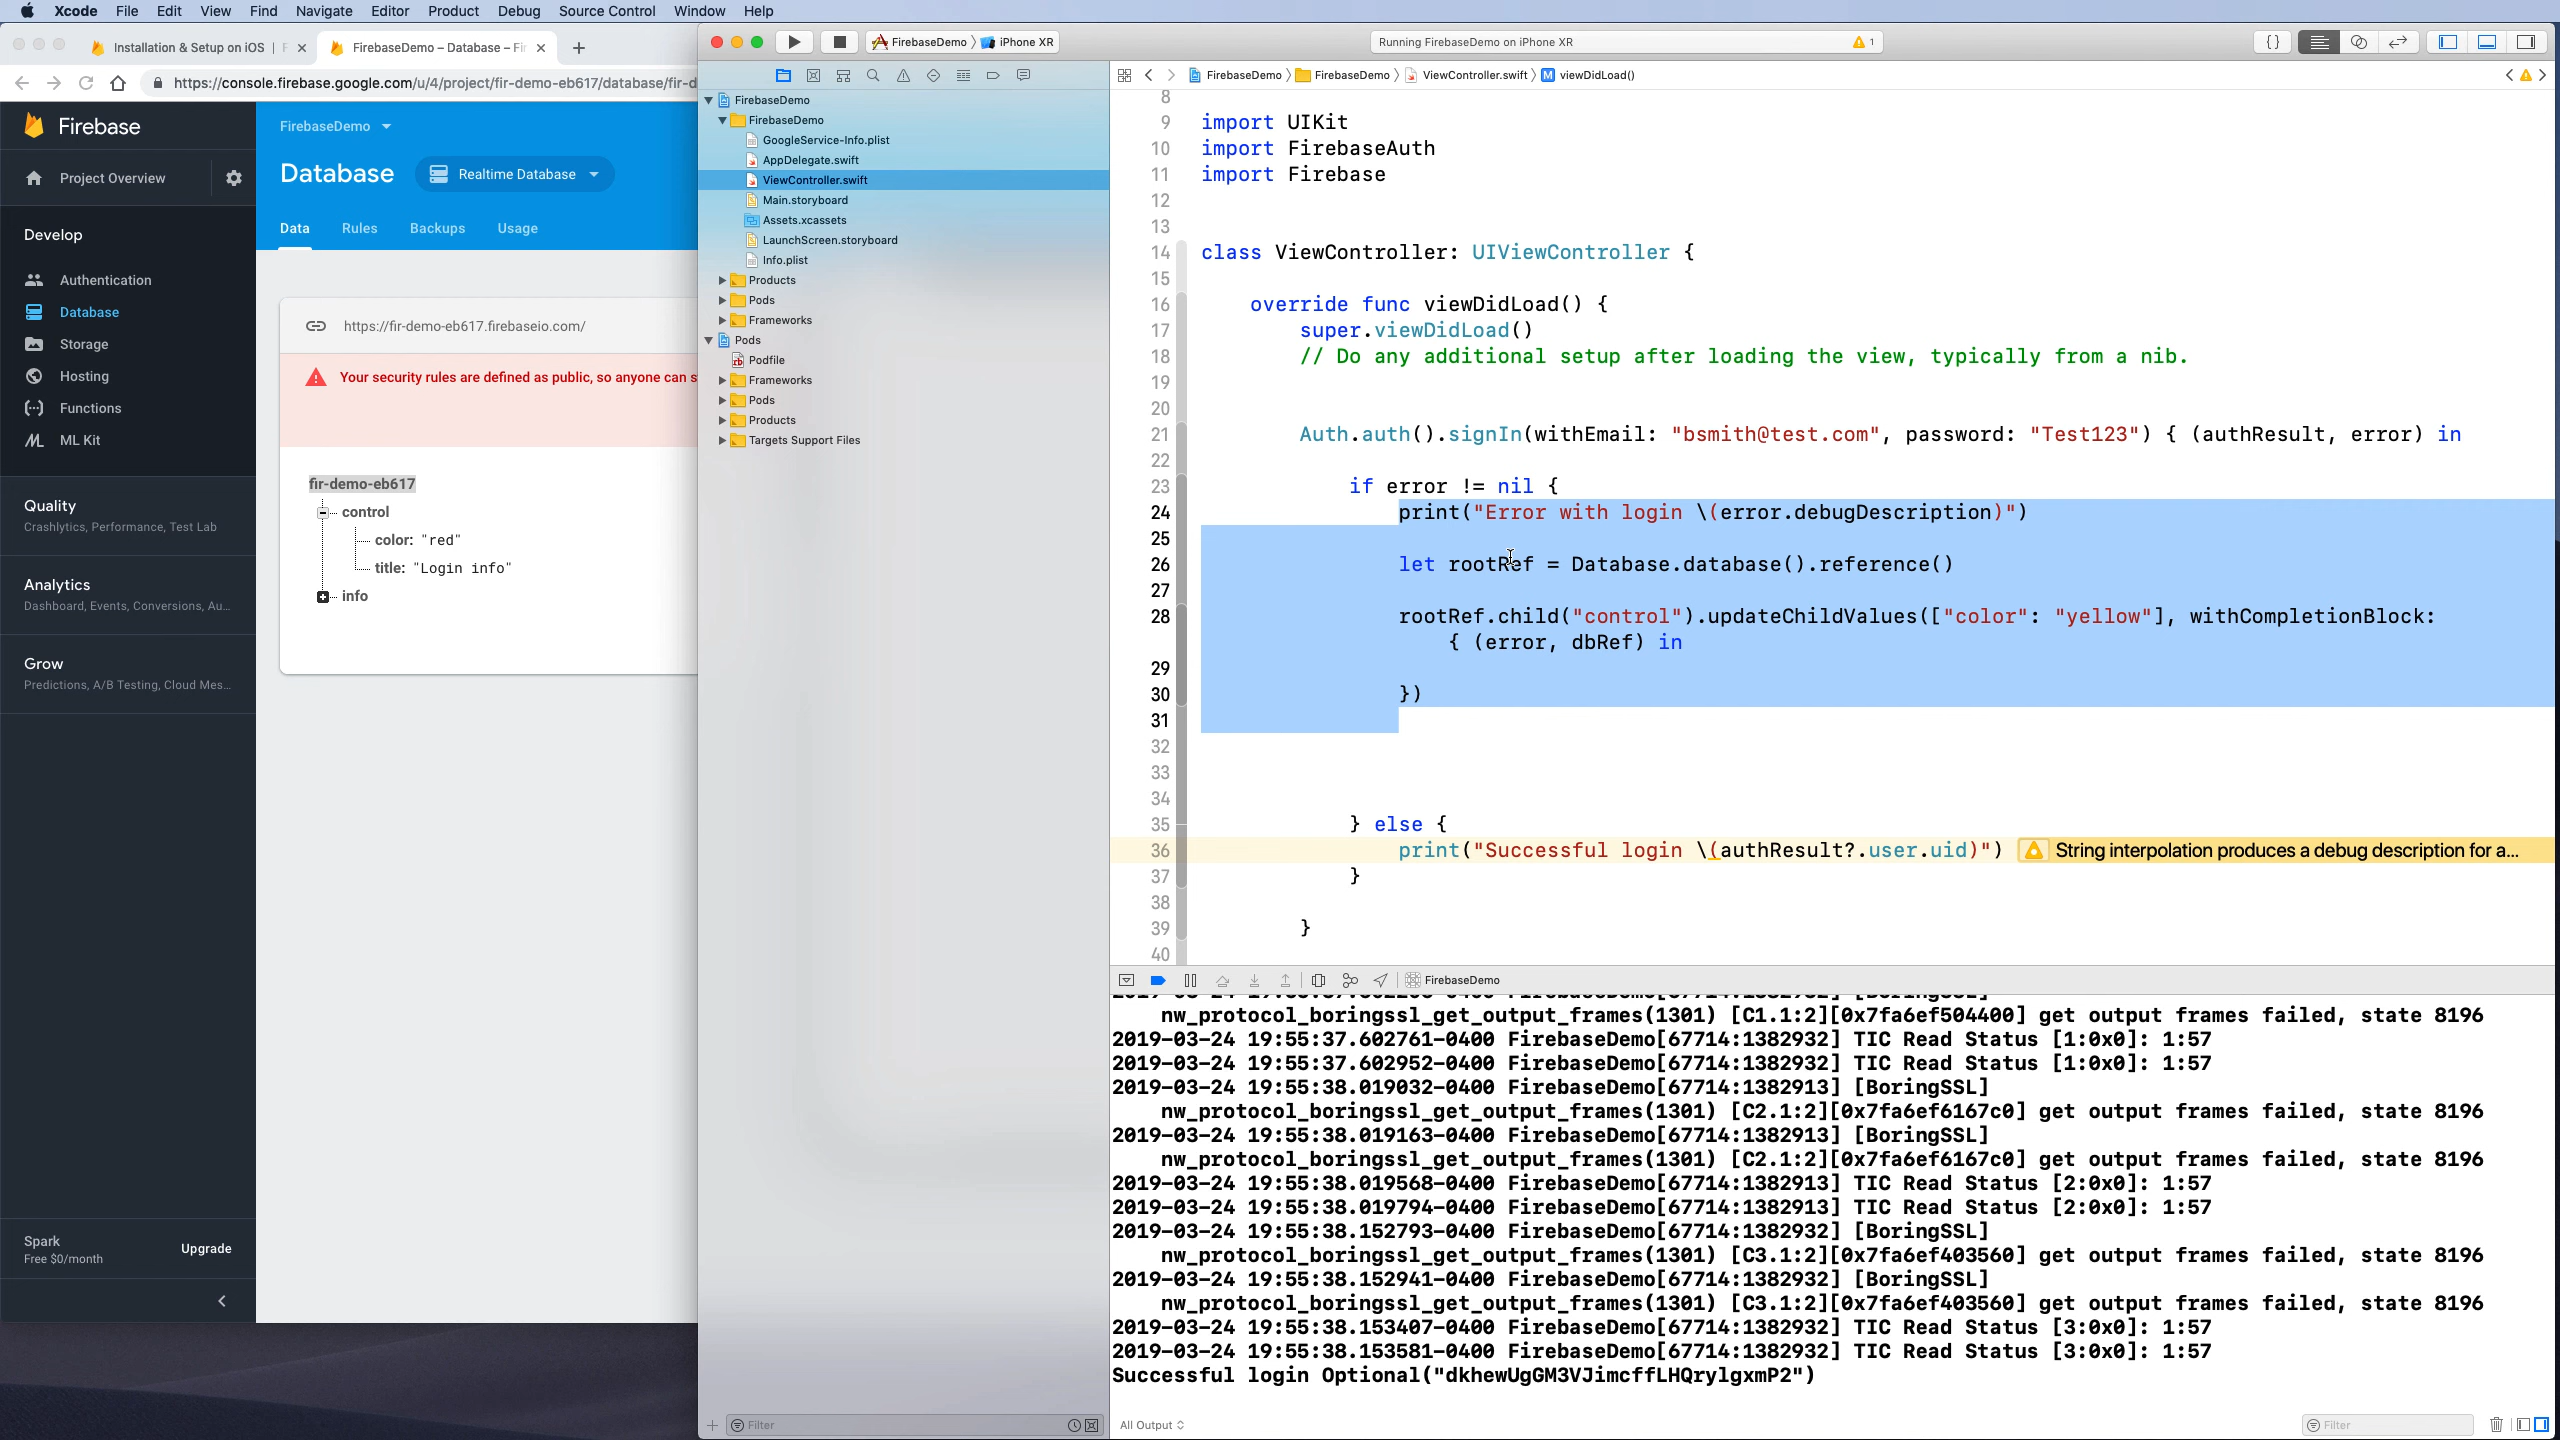 Xcode File Edit View Find Navigate Editor Product Debug Source Control Window Help
Installation & Setup on iOS | F
FirebaseDemo – Database – Fir
https://console.firebase.google.com/u/4/project/fir-demo-eb617/database/fir-d
Firebase
Project Overview
Develop
Authentication
Database
Storage
Hosting
Functions
ML Kit
Quality
Crashlytics, Performance, Test Lab
Analytics
Dashboard, Events, Conversions, Au...
Grow
Predictions, A/B Testing, Cloud Mes...
Spark
Free $0/month
Upgrade
FirebaseDemo
Database
Realtime Database
Data Rules Backups Usage
https://fir-demo-eb617.firebaseio.com/
Your security rules are defined as public, so anyone can s
fir-demo-eb617
control
color: "red"
title: "Login info"
info
FirebaseDemo iPhone XR
Running FirebaseDemo on iPhone XR
1
FirebaseDemo
FirebaseDemo
GoogleService-Info.plist
AppDelegate.swift
ViewController.swift
Main.storyboard
Assets.xcassets
LaunchScreen.storyboard
Info.plist
Products
Pods
Frameworks
Pods
Podfile
Frameworks
Pods
Products
Targets Support Files
Filter
FirebaseDemo FirebaseDemo ViewController.swift M viewDidLoad()
8
9 import UIKit
10 import FirebaseAuth
11 import Firebase
12
13
14 class ViewController: UIViewController {
15
16 override func viewDidLoad() {
17 super.viewDidLoad()
18 // Do any additional setup after loading the view, typically from a nib.
19
20
21 Auth.auth().signIn(withEmail: "bsmith@test.com", password: "Test123") { (authResult, error) in
22
23 if error != nil {
24 print("Error with login \(error.debugDescription)")
25
26 let rootRef = Database.database().reference()
27
28 rootRef.child("control").updateChildValues(["color": "yellow"], withCompletionBlock:
{ (error, dbRef) in
29
30 })
31
32
33
34
35 } else {
36 print("Successful login \(authResult?.user.uid)") String interpolation produces a debug description for a...
37 }
38
39 }
40
FirebaseDemo
nw_protocol_boringssl_get_output_frames(1301) [C1.1:2][0x7fa6ef504400] get output frames failed, state 8196
2019-03-24 19:55:37.602761-0400 FirebaseDemo[67714:1382932] TIC Read Status [1:0x0]: 1:57
2019-03-24 19:55:37.602952-0400 FirebaseDemo[67714:1382932] TIC Read Status [1:0x0]: 1:57
2019-03-24 19:55:38.019032-0400 FirebaseDemo[67714:1382913] [BoringSSL]
nw_protocol_boringssl_get_output_frames(1301) [C2.1:2][0x7fa6ef6167c0] get output frames failed, state 8196
2019-03-24 19:55:38.019163-0400 FirebaseDemo[67714:1382913] [BoringSSL]
nw_protocol_boringssl_get_output_frames(1301) [C2.1:2][0x7fa6ef6167c0] get output frames failed, state 8196
2019-03-24 19:55:38.019568-0400 FirebaseDemo[67714:1382913] TIC Read Status [2:0x0]: 1:57
2019-03-24 19:55:38.019794-0400 FirebaseDemo[67714:1382913] TIC Read Status [2:0x0]: 1:57
2019-03-24 19:55:38.152793-0400 FirebaseDemo[67714:1382932] [BoringSSL]
nw_protocol_boringssl_get_output_frames(1301) [C3.1:2][0x7fa6ef403560] get output frames failed, state 8196
2019-03-24 19:55:38.152941-0400 FirebaseDemo[67714:1382932] [BoringSSL]
nw_protocol_boringssl_get_output_frames(1301) [C3.1:2][0x7fa6ef403560] get output frames failed, state 8196
2019-03-24 19:55:38.153407-0400 FirebaseDemo[67714:1382932] TIC Read Status [3:0x0]: 1:57
2019-03-24 19:55:38.153581-0400 FirebaseDemo[67714:1382932] TIC Read Status [3:0x0]: 1:57
Successful login Optional("dkhewUgGM3VJimcffLHQrylgxmP2")
All Output
Filter